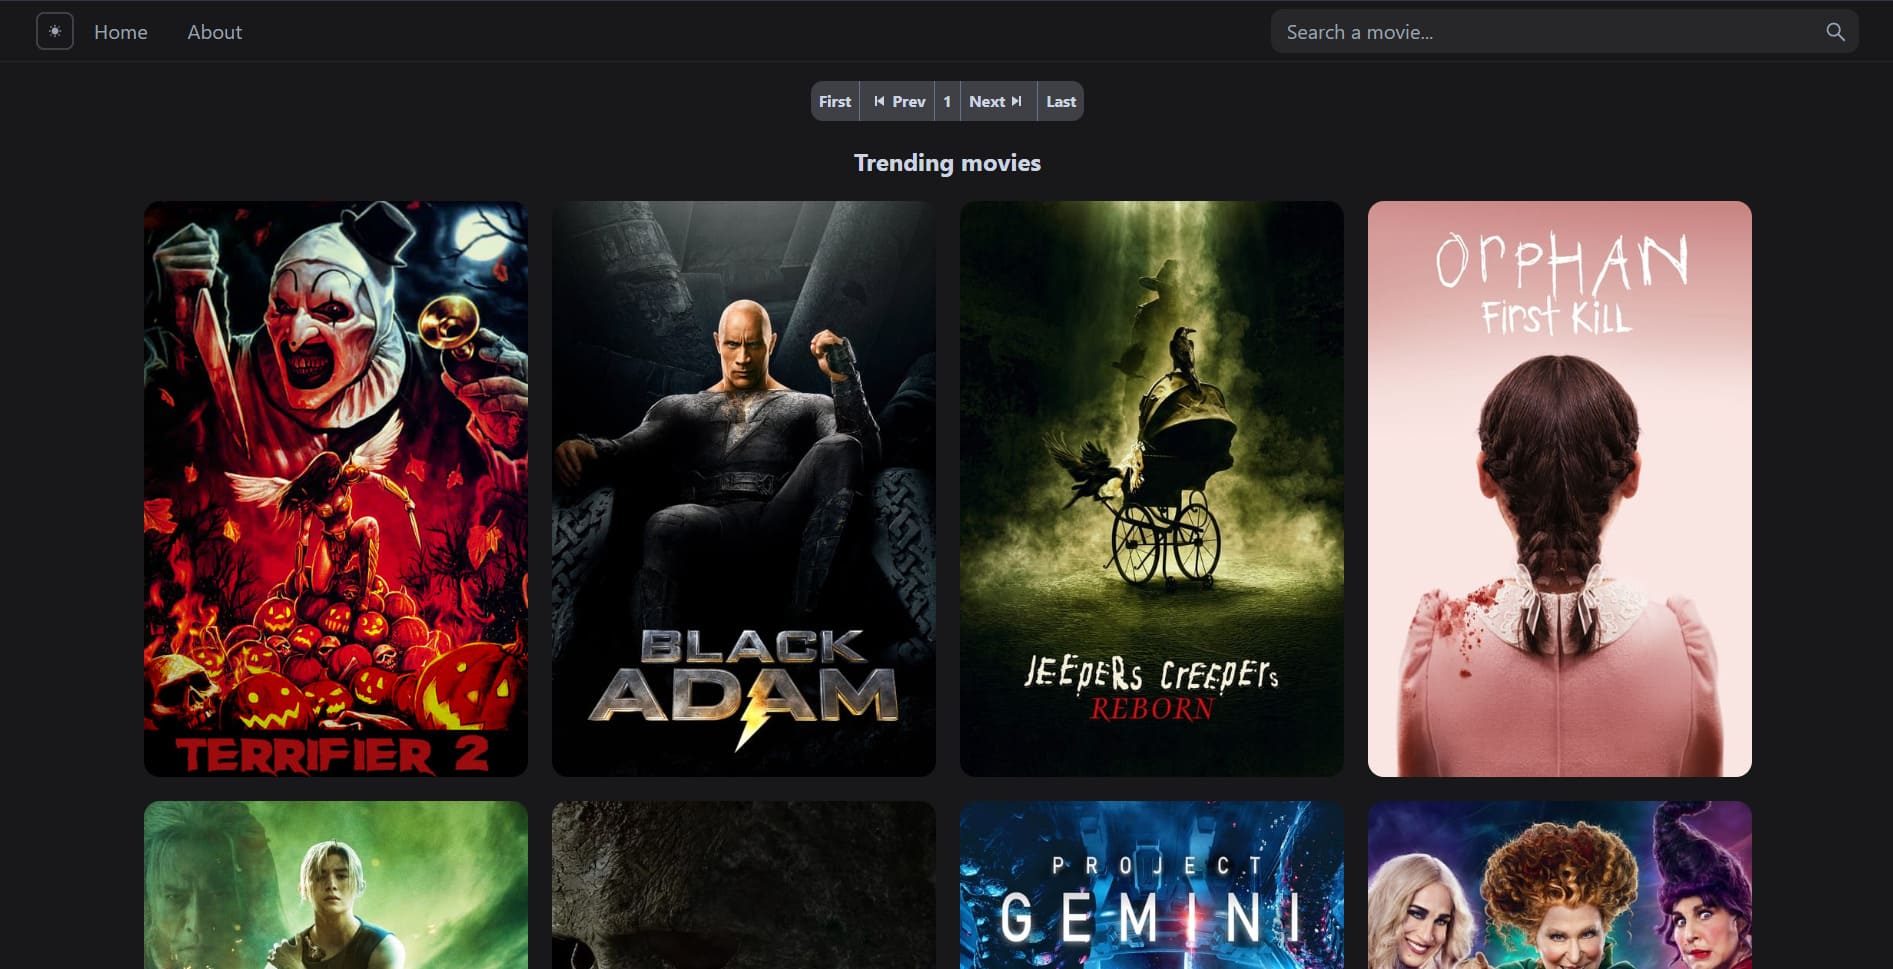 Home
About
Search a movie...
First
Prev
1
Next
Last
Trending movies
TERRIFIER 2
BLACK
ADAM
JEEPERS CREEPERS
REBORN
ORPHAN
FIRST KILL
PROJECT
GEMINI